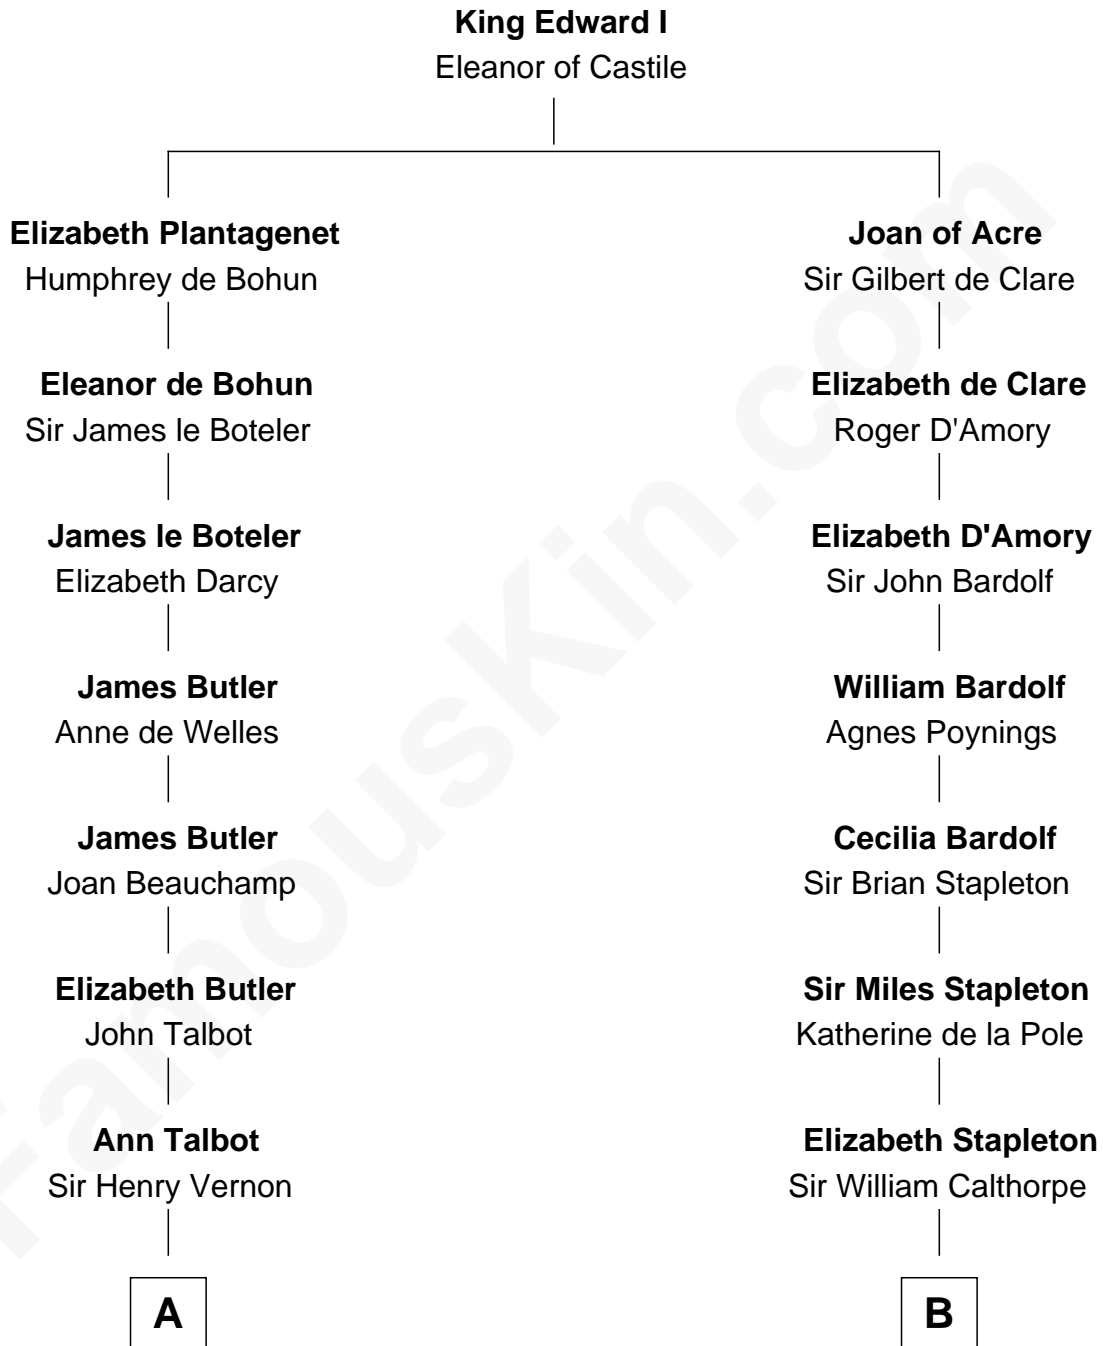 King Edward I
Eleanor of Castile
Elizabeth Plantagenet
Humphrey de Bohun
Joan of Acre
Sir Gilbert de Clare
Eleanor de Bohun
Sir James le Boteler
Elizabeth de Clare
Roger D'Amory
James le Boteler
Elizabeth Darcy
Elizabeth D'Amory
Sir John Bardolf
James Butler
Anne de Welles
William Bardolf
Agnes Poynings
James Butler
Joan Beauchamp
Cecilia Bardolf
Sir Brian Stapleton
Elizabeth Butler
John Talbot
Sir Miles Stapleton
Katherine de la Pole
Ann Talbot
Sir Henry Vernon
Elizabeth Stapleton
Sir William Calthorpe
A
B
FamousKin.com